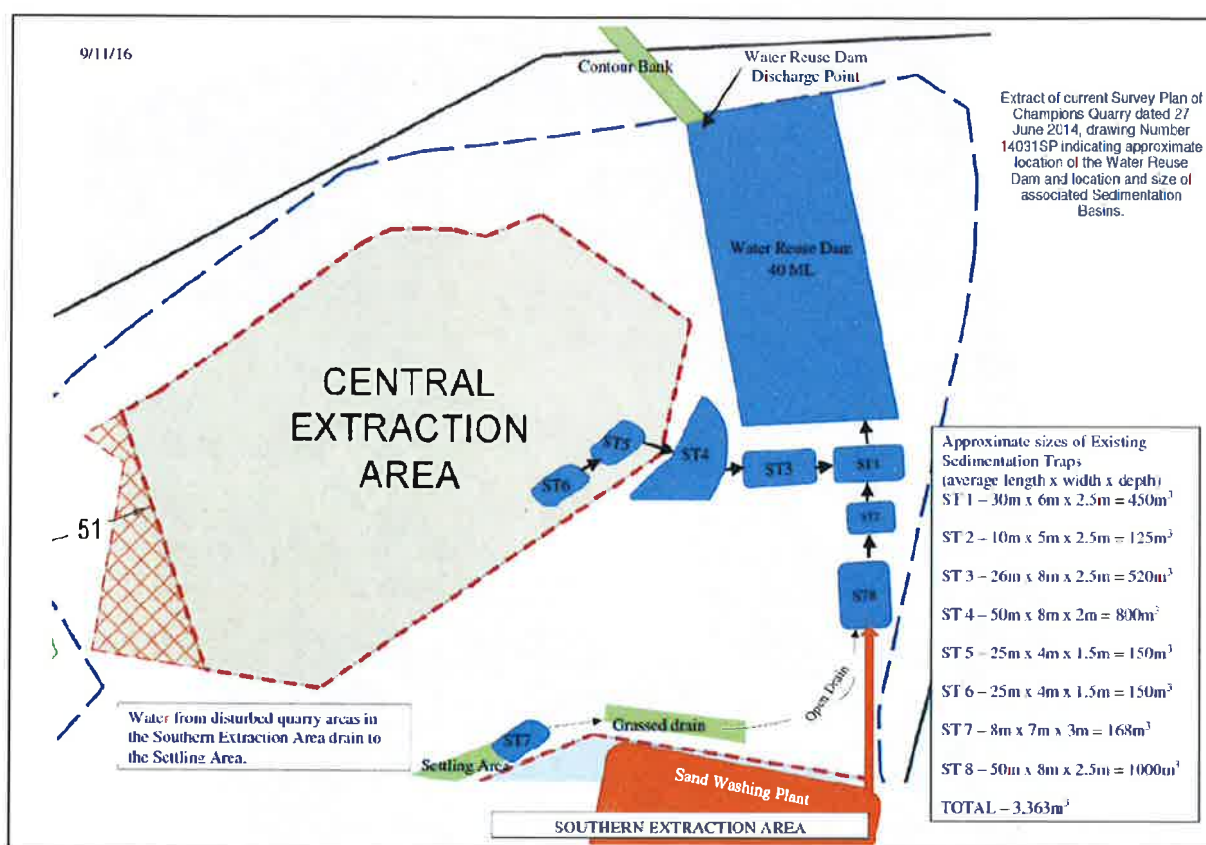 9/11/16
Contour Bank
Water Reuse Dam
Discharge Point
Extract of current Survey Plan of
Champions Quarry dated 27
June 2014, drawing Number
14031SP indicating approximate
location of the Water Reuse
Dam and location and size of
associated Sedimentation
Basins.
Water Reuse Dam
40 ML
CENTRAL
EXTRACTION
AREA
ST5
ST6
ST4
ST3
ST1
ST2
ST8
51
Approximate sizes of Existing
Sedimentation Traps
(average length x width x depth)
ST 1 – 30m x 6m x 2.5m = 450m³
ST 2 – 10m x 5m x 2.5m = 125m³
ST 3 – 26m x 8m x 2.5m = 520m³
ST 4 – 50m x 8m x 2m = 800m³
ST 5 – 25m x 4m x 1.5m = 150m³
ST 6 – 25m x 4m x 1.5m = 150m³
ST 7 – 8m x 7m x 3m = 168m³
ST 8 – 50m x 8m x 2.5m = 1000m³
TOTAL – 3,363m³
Water from disturbed quarry areas in
the Southern Extraction Area drain to
the Settling Area.
ST7
Settling Area
Grassed drain
Open Drain
Sand Washing Plant
SOUTHERN EXTRACTION AREA